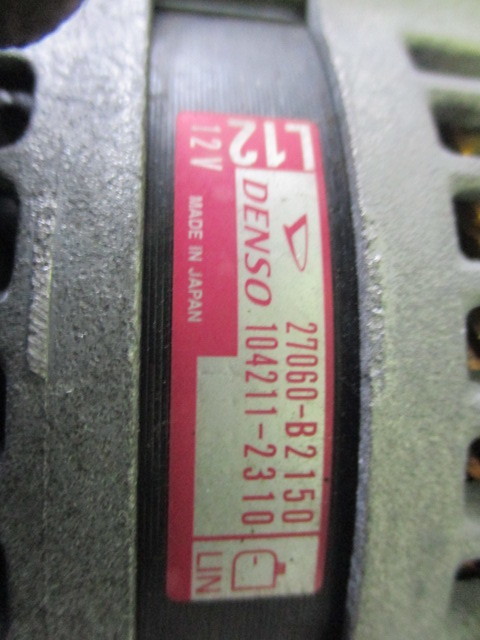 L12
27060-B2150
DENSO 104211-2310
12V
MADE IN JAPAN
LIN